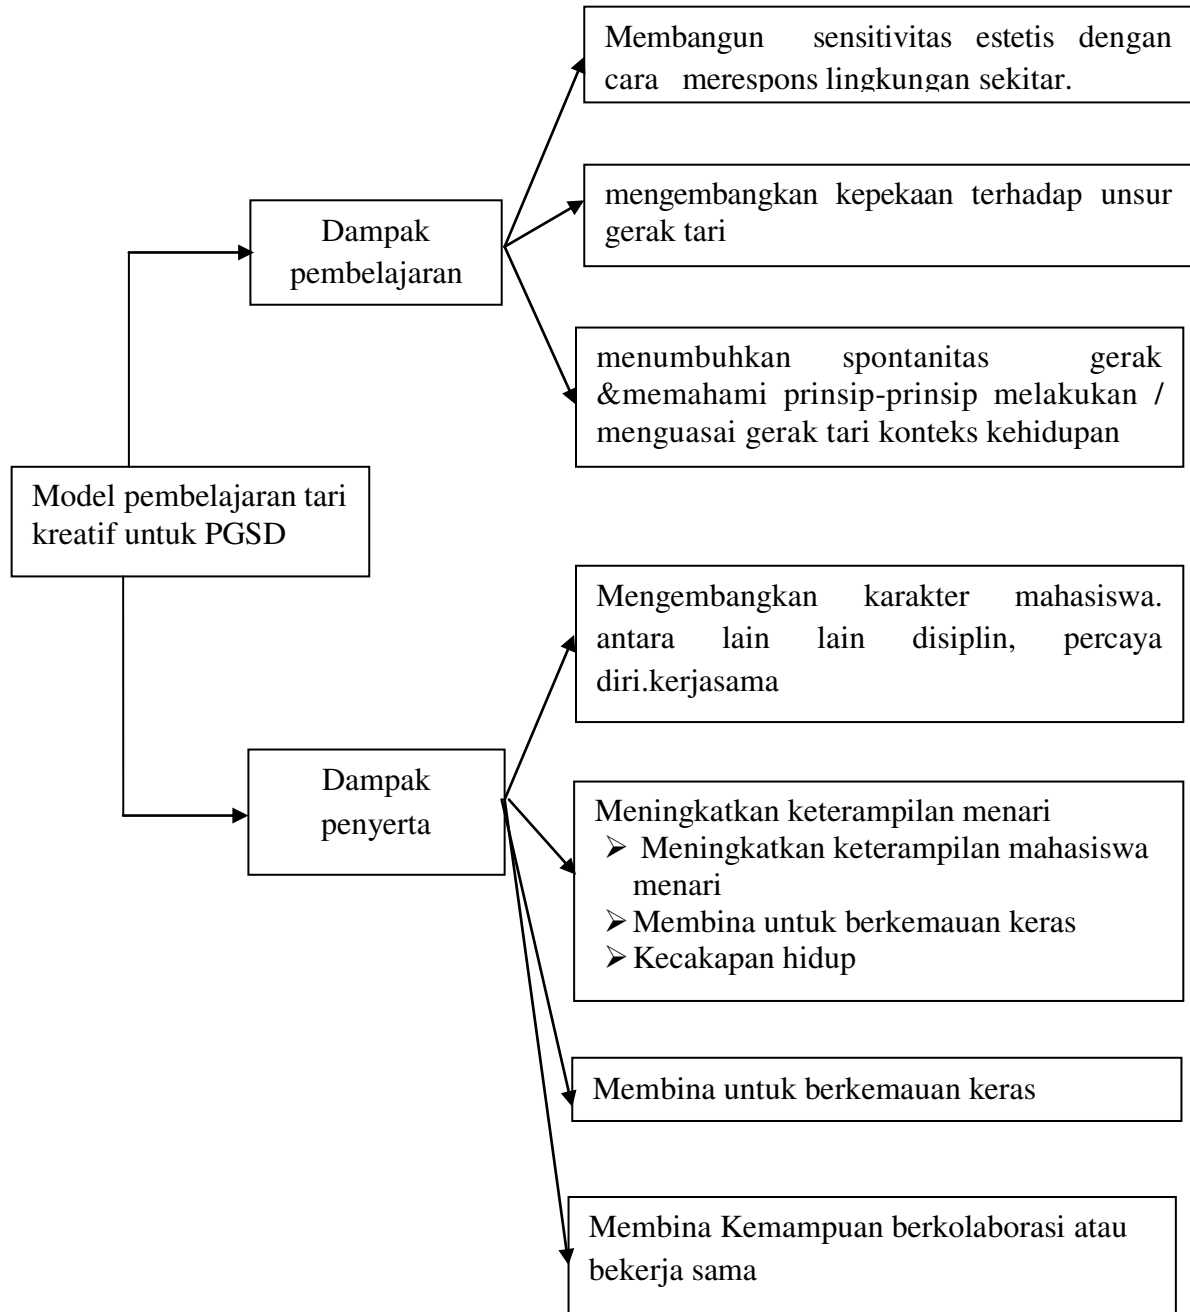 Membangun sensitivitas estetis dengan
cara merespons lingkungan sekitar.
mengembangkan kepekaan terhadap unsur
gerak tari
Dampak
pembelajaran
menumbuhkan spontanitas gerak
&memahami prinsip-prinsip melakukan /
menguasai gerak tari konteks kehidupan
Model pembelajaran tari
kreatif untuk PGSD
Mengembangkan karakter mahasiswa.
antara lain lain disiplin, percaya
diri.kerjasama
Dampak
penyerta
Meningkatkan keterampilan menari
➢ Meningkatkan keterampilan mahasiswa
menari
➢ Membina untuk berkemauan keras
➢ Kecakapan hidup
Membina untuk berkemauan keras
Membina Kemampuan berkolaborasi atau
bekerja sama